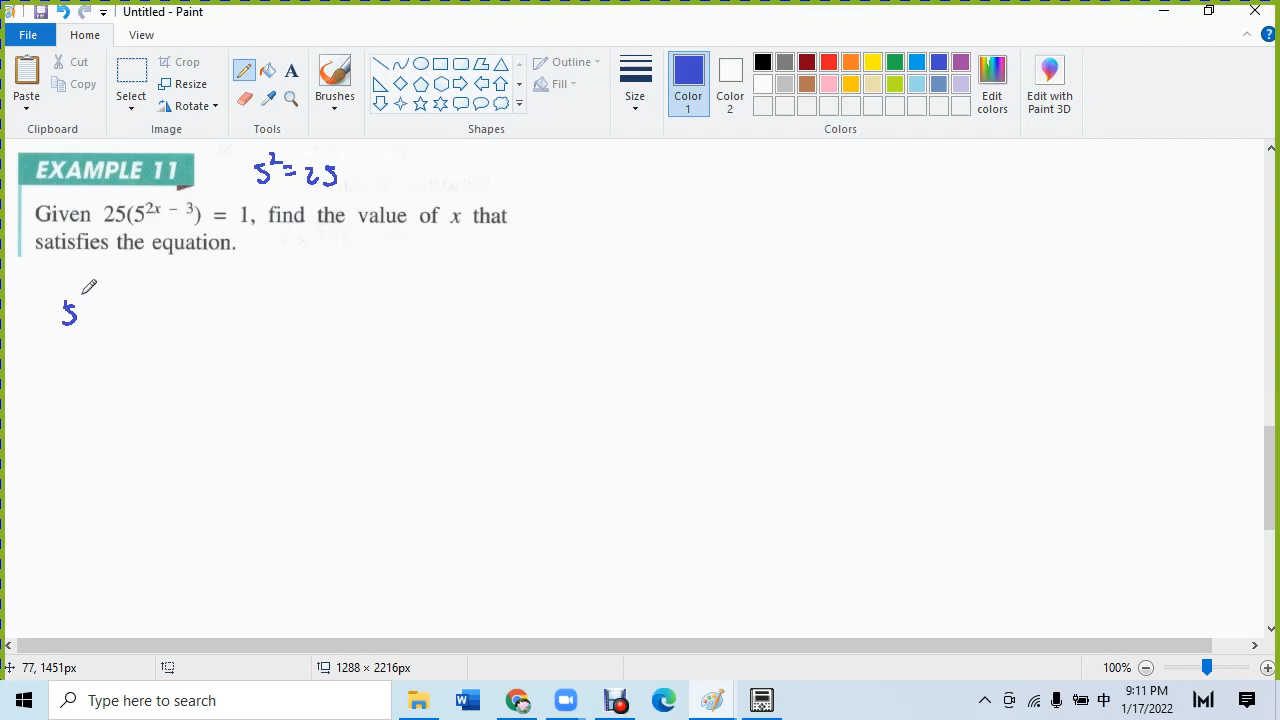 Untitled - Paint
File Home View
Paste
Cut
Copy
Clipboard
Select
Crop
Resize
Rotate
Image
A
Tools
Brushes
Shapes
Outline
Fill
Size
Color 1
Color 2
Colors
Edit colors
Edit with Paint 3D
EXAMPLE 11
5² = 25
Given 25(5²ˣ ⁻ ³) = 1, find the value of x that
satisfies the equation.
5
77, 1451px
1288 × 2216px
100%
Type here to search
中
9:11 PM
1/17/2022